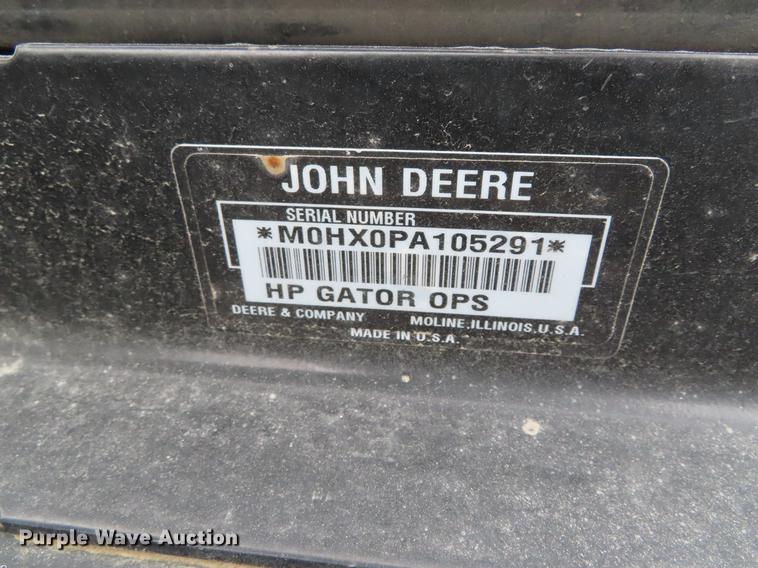 JOHN DEERE
SERIAL NUMBER
*M0HX0PA105291*
HP GATOR OPS
DEERE & COMPANY MOLINE, ILLINOIS, U.S.A.
MADE IN U.S.A.
Purple Wave Auction®